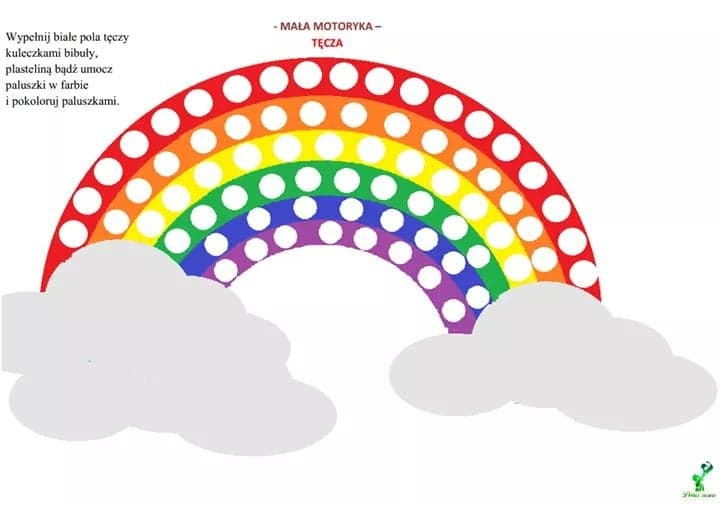 - MAŁA MOTORYKA –
TĘCZA
Wypełnij białe pola tęczy
kuleczkami bibuły,
plasteliną bądź umocz
paluszki w farbie
i pokoloruj paluszkami.